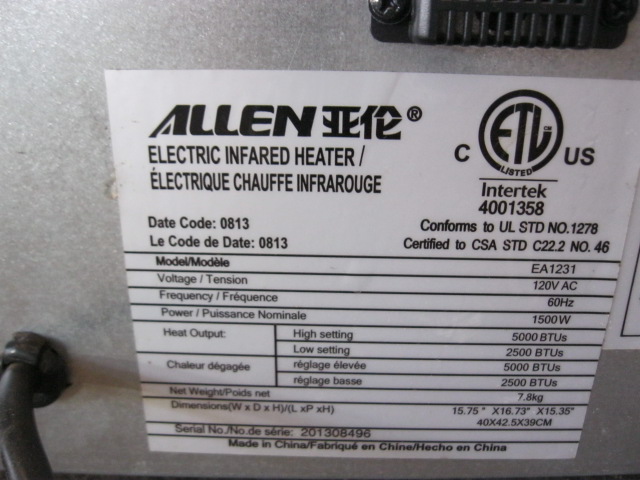 ALLEN 亚伦®
ELECTRIC INFARED HEATER /
ÉLECTRIQUE CHAUFFE INFRAROUGE
Date Code: 0813
Le Code de Date: 0813
C ETL US
LISTED
Intertek
4001358
Conforms to UL STD NO.1278
Certified to CSA STD C22.2 NO. 46
Model/Modèle EA1231
Voltage / Tension 120V AC
Frequency / Fréquence 60Hz
Power / Puissance Nominale 1500W
Heat Output: High setting 5000 BTUs
Low setting 2500 BTUs
Chaleur dégagée réglage élevée 5000 BTUs
réglage basse 2500 BTUs
Net Weight/Poids net 7.8kg
Dimensions(W x D x H)/(L xP xH) 15.75 " X16.73" X15.35"
40X42.5X39CM
Serial No./No.de série: 201308496
Made in China/Fabriqué en Chine/Hecho en China